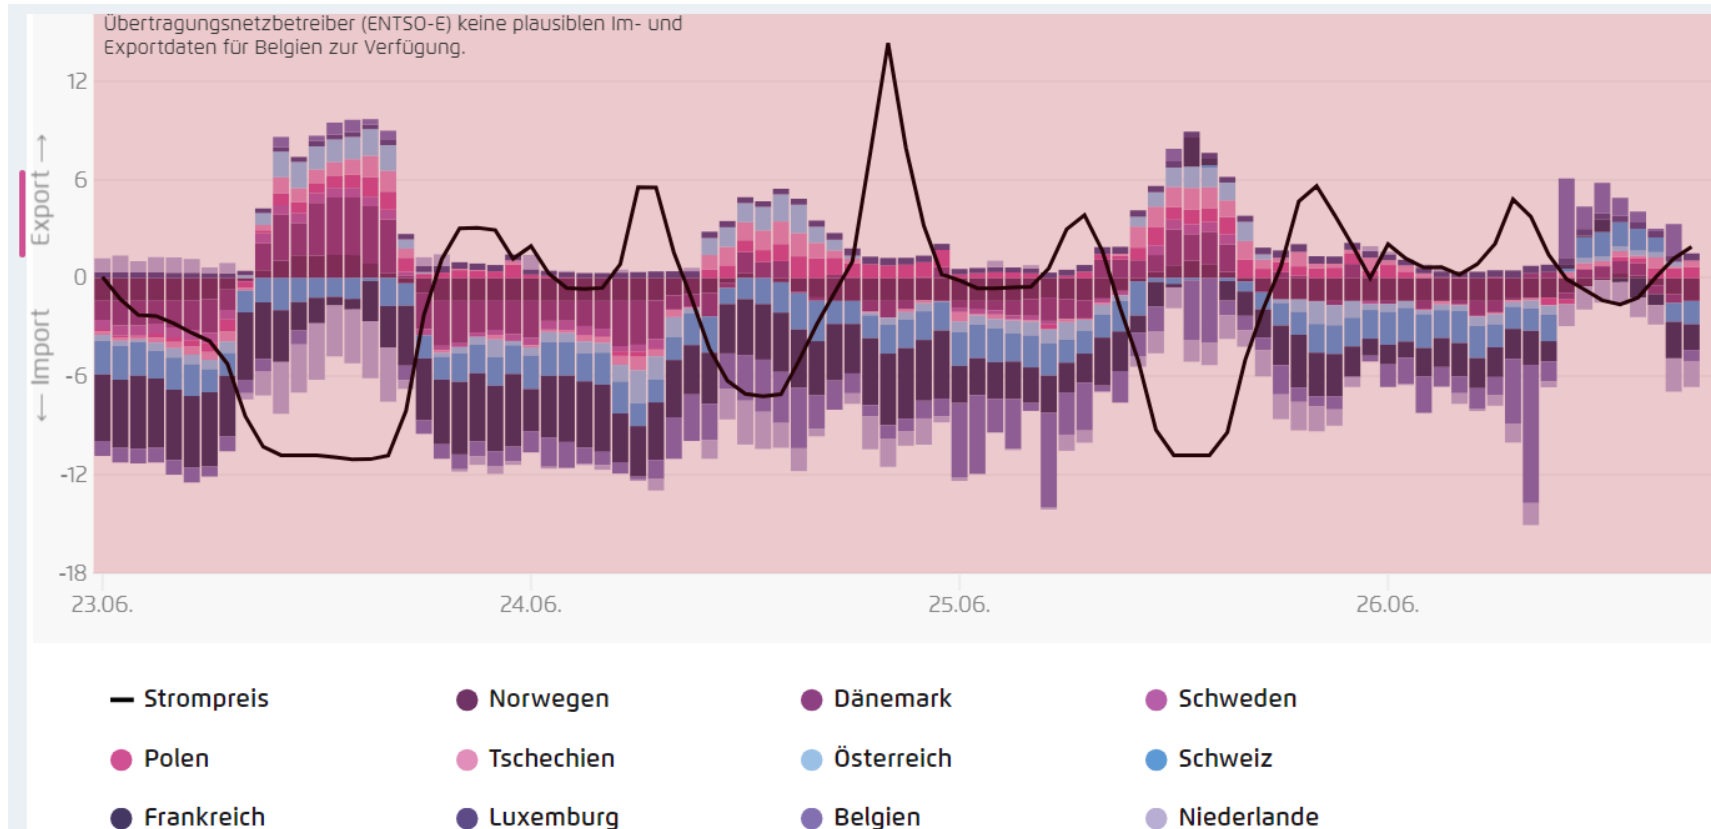 Übertragungsnetzbetreiber (ENTSO-E) keine plausiblen Im- und
Exportdaten für Belgien zur Verfügung.
12
6
0
-6
-12
-18
Export →
← Import
23.06. 24.06. 25.06. 26.06.
Strompreis Norwegen Dänemark Schweden
Polen Tschechien Österreich Schweiz
Frankreich Luxemburg Belgien Niederlande